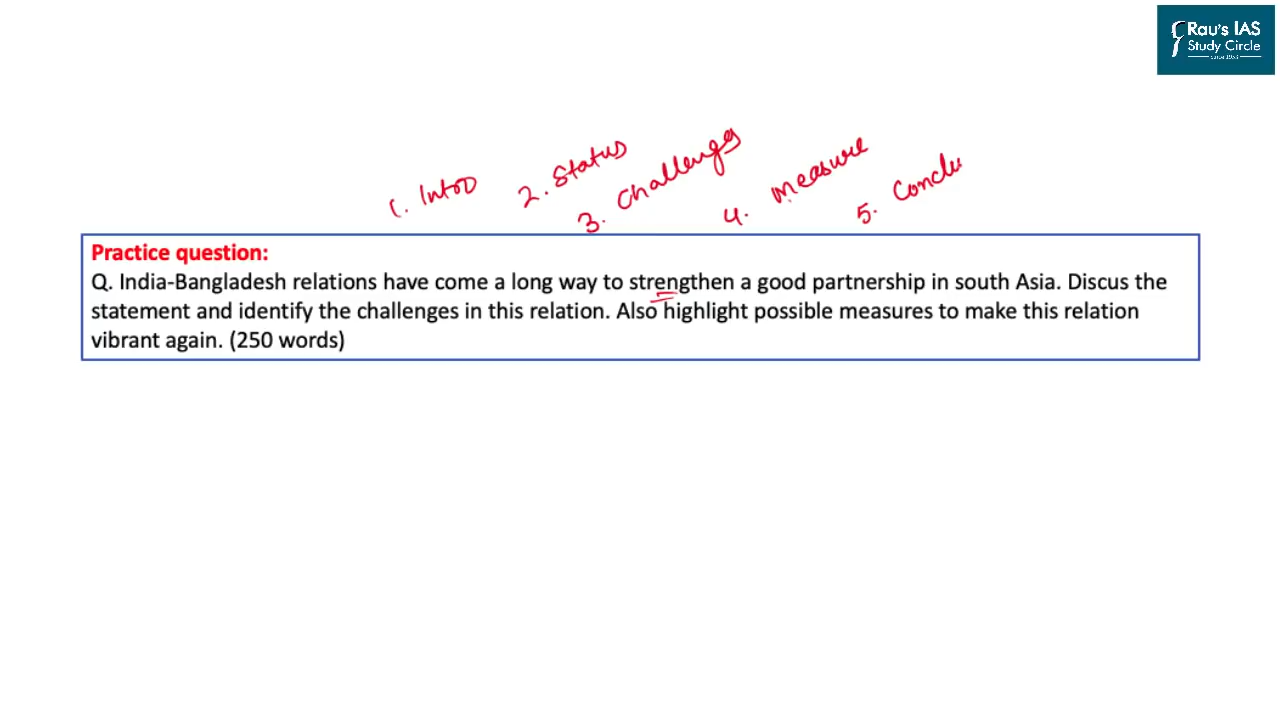 Rau's IAS
Study Circle
since 1953
1. Intro 2. Status 3. Challenges 4. Measure 5. Conclu
Practice question:
Q. India-Bangladesh relations have come a long way to strengthen a good partnership in south Asia. Discus the
statement and identify the challenges in this relation. Also highlight possible measures to make this relation
vibrant again. (250 words)